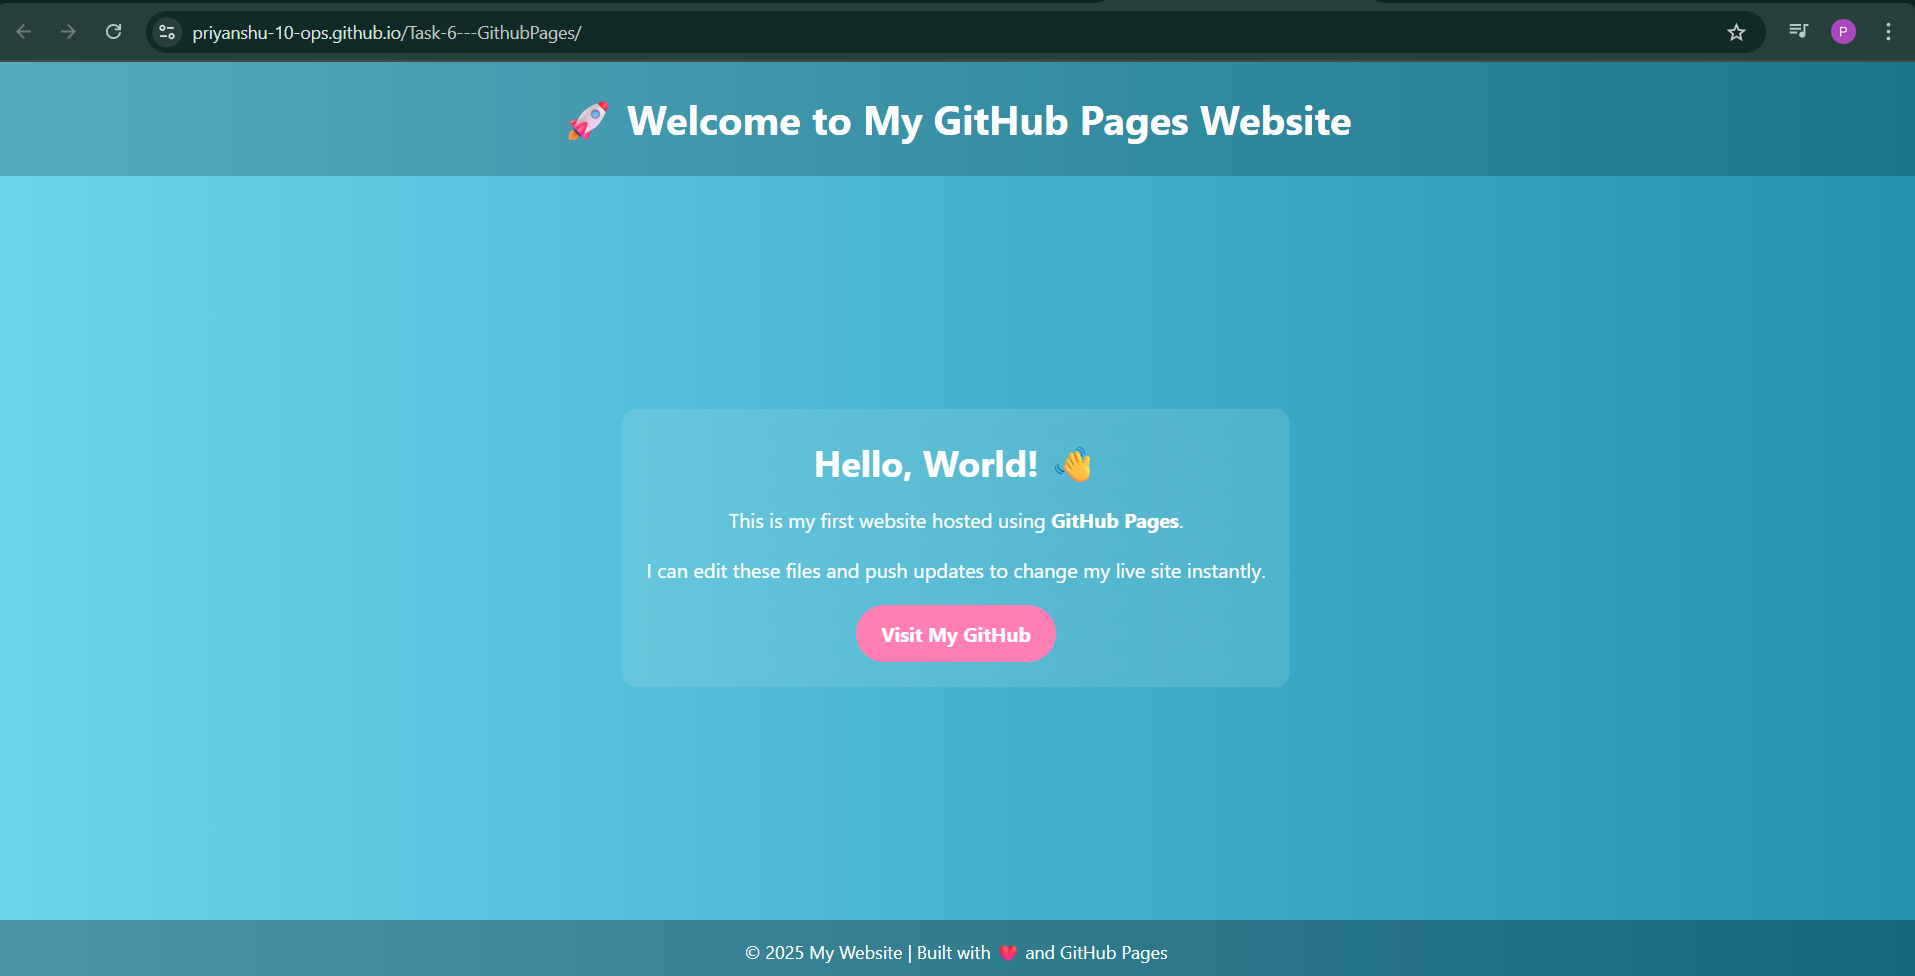 priyanshu-10-ops.github.io/Task-6---GithubPages/
P
🚀 Welcome to My GitHub Pages Website
Hello, World! 👋
This is my first website hosted using GitHub Pages.
I can edit these files and push updates to change my live site instantly.
Visit My GitHub
© 2025 My Website | Built with ❤️ and GitHub Pages